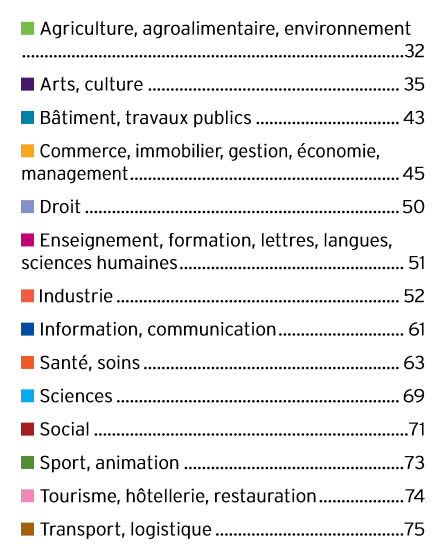 Agriculture, agroalimentaire, environnement
................................................................................32
Arts, culture .................................................... 35
Bâtiment, travaux publics .............................. 43
Commerce, immobilier, gestion, économie,
management........................................................ 45
Droit .................................................................. 50
Enseignement, formation, lettres, langues,
sciences humaines............................................... 51
Industrie ........................................................... 52
Information, communication.......................... 61
Santé, soins ...................................................... 63
Sciences ........................................................... 69
Social .................................................................71
Sport, animation ..............................................73
Tourisme, hôtellerie, restauration..................74
Transport, logistique .......................................75